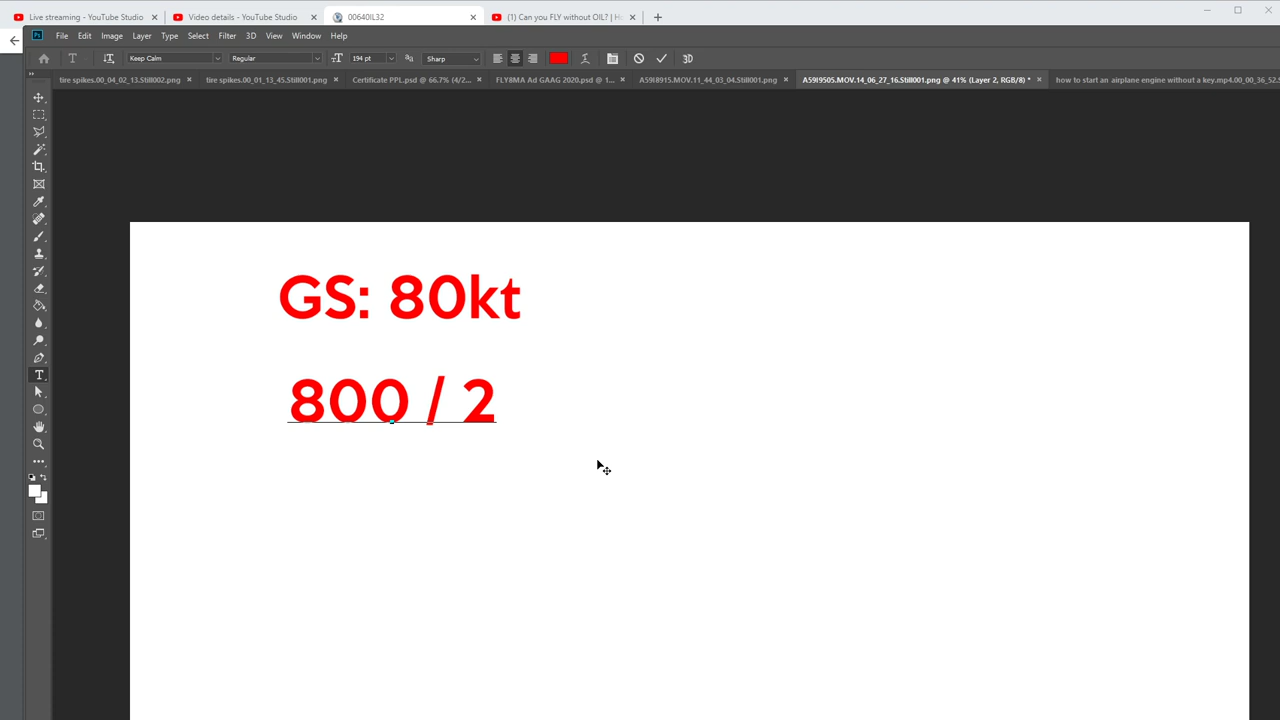 Live streaming - YouTube Studio
Video details - YouTube Studio
00640IL32
(1) Can you FLY without OIL? | H
File Edit Image Layer Type Select Filter 3D View Window Help
Keep Calm Regular 194 pt Sharp 3D
tire spikes.00_04_02_13.Still002.png
tire spikes.00_01_13_45.Still001.png
Certificate PPL.psd @ 66.7% (4/2...
FLY8MA Ad GAAG 2020.psd @ 1...
A59I8915.MOV.11_44_03_04.Still001.png
A59I9505.MOV.14_06_27_16.Still001.png @ 41% (Layer 2, RGB/8) *
how to start an airplane engine without a key.mp4.00_00_36_52.S
GS: 80kt
800 / 2